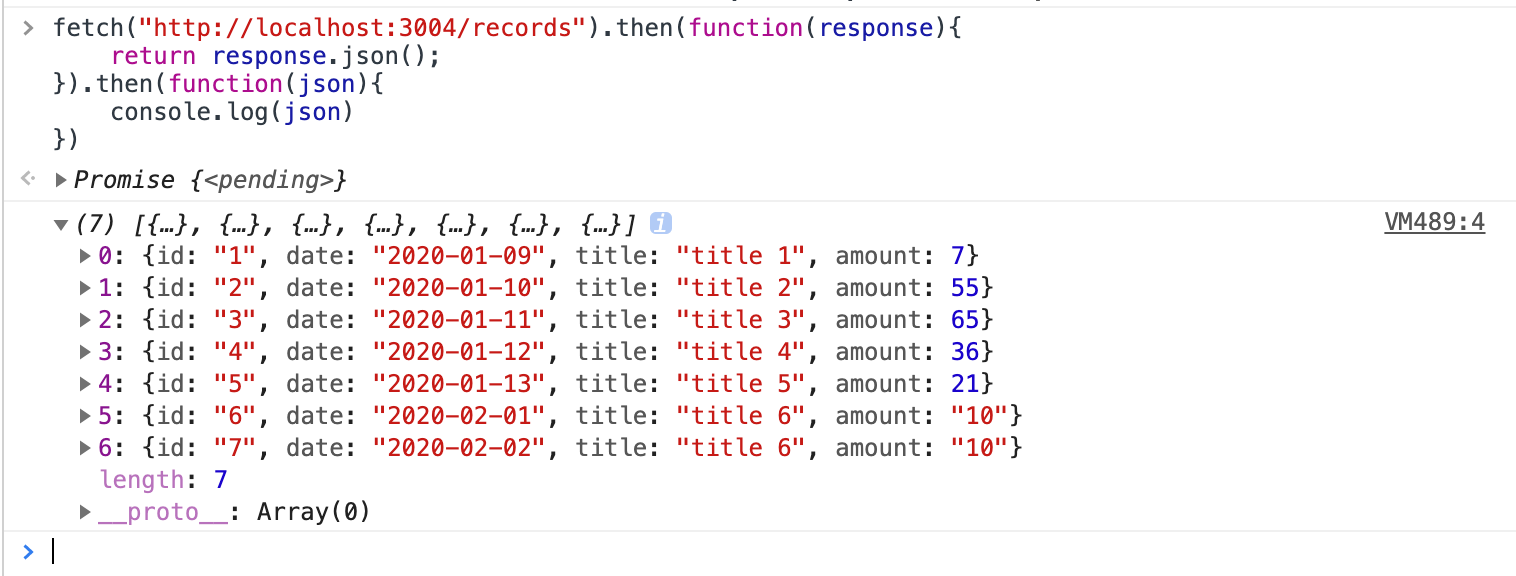 fetch("http://localhost:3004/records").then(function(response){
    return response.json();
}).then(function(json){
    console.log(json)
})
Promise {<pending>}
(7) [{…}, {…}, {…}, {…}, {…}, {…}, {…}] i VM489:4
0: {id: "1", date: "2020-01-09", title: "title 1", amount: 7}
1: {id: "2", date: "2020-01-10", title: "title 2", amount: 55}
2: {id: "3", date: "2020-01-11", title: "title 3", amount: 65}
3: {id: "4", date: "2020-01-12", title: "title 4", amount: 36}
4: {id: "5", date: "2020-01-13", title: "title 5", amount: 21}
5: {id: "6", date: "2020-02-01", title: "title 6", amount: "10"}
6: {id: "7", date: "2020-02-02", title: "title 6", amount: "10"}
length: 7
__proto__: Array(0)